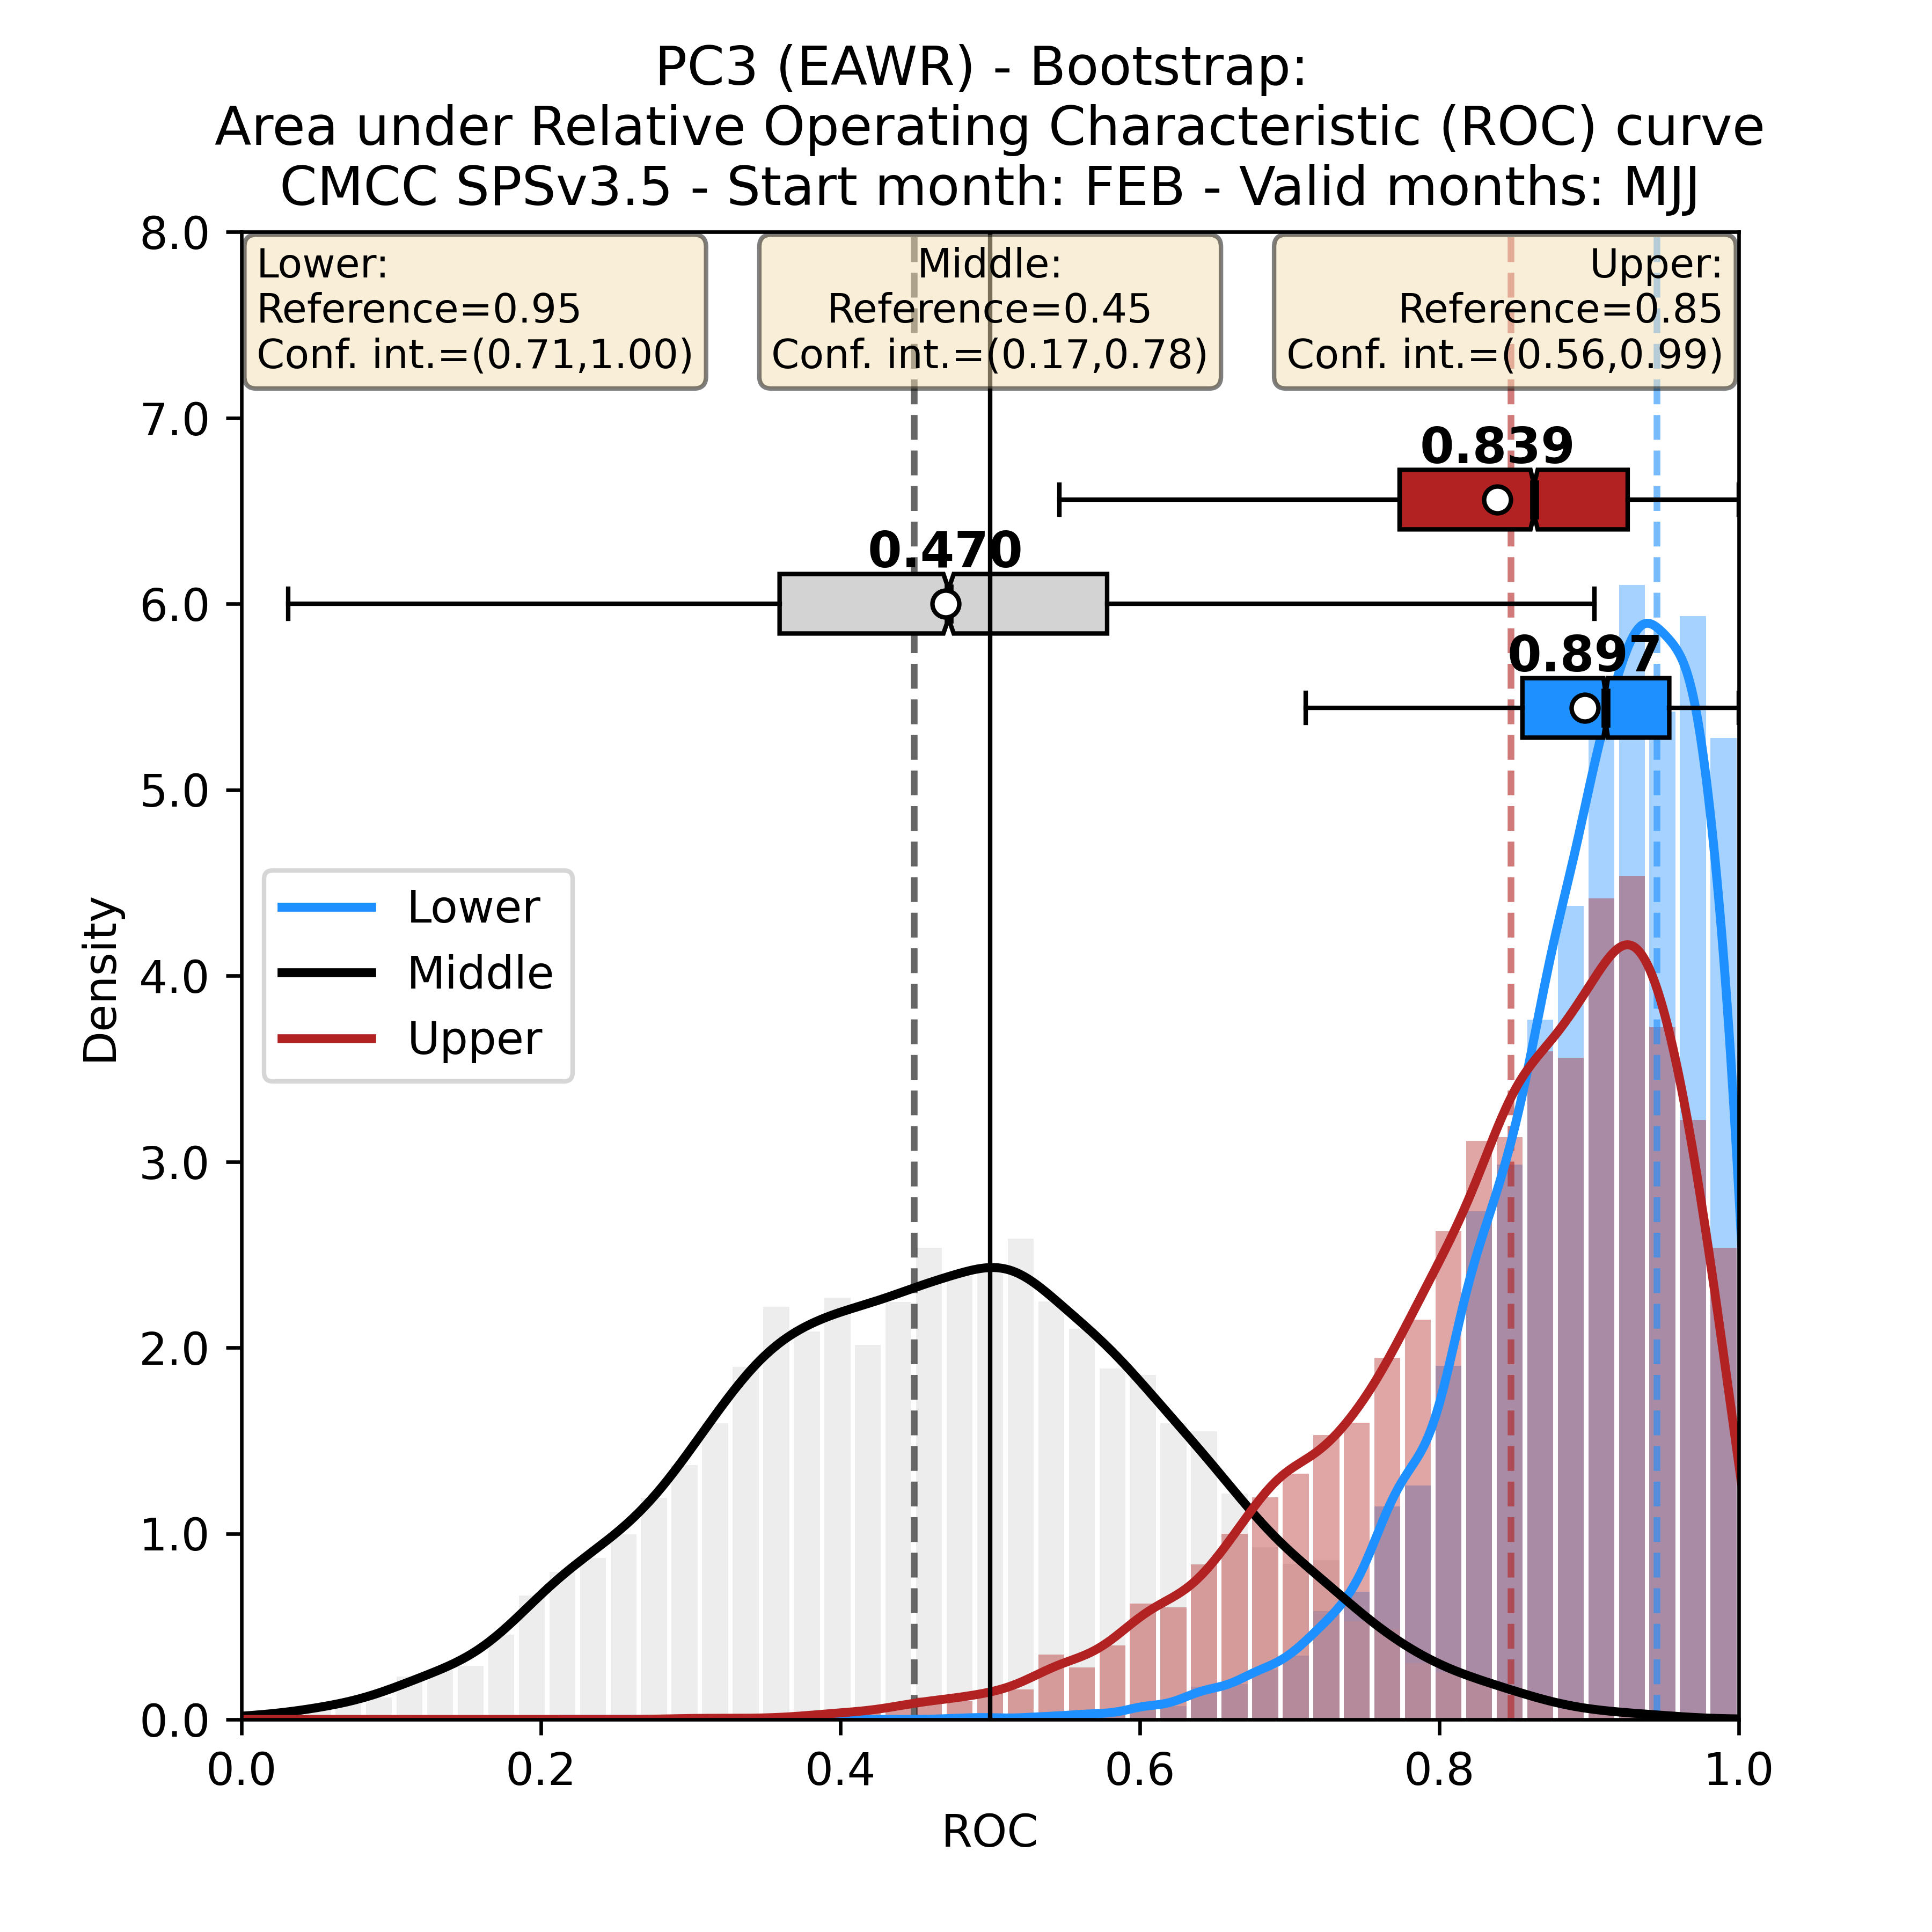 PC3 (EAWR) - Bootstrap:
Area under Relative Operating Characteristic (ROC) curve
CMCC SPSv3.5 - Start month: FEB - Valid months: MJJ
8.0
7.0
6.0
5.0
4.0
3.0
2.0
1.0
0.0
Density
Lower:
Reference=0.95
Conf. int.=(0.71,1.00)
Middle:
Reference=0.45
Conf. int.=(0.17,0.78)
Upper:
Reference=0.85
Conf. int.=(0.56,0.99)
0.839
0.470
0.897
Lower
Middle
Upper
0.0
0.2
0.4
0.6
0.8
1.0
ROC